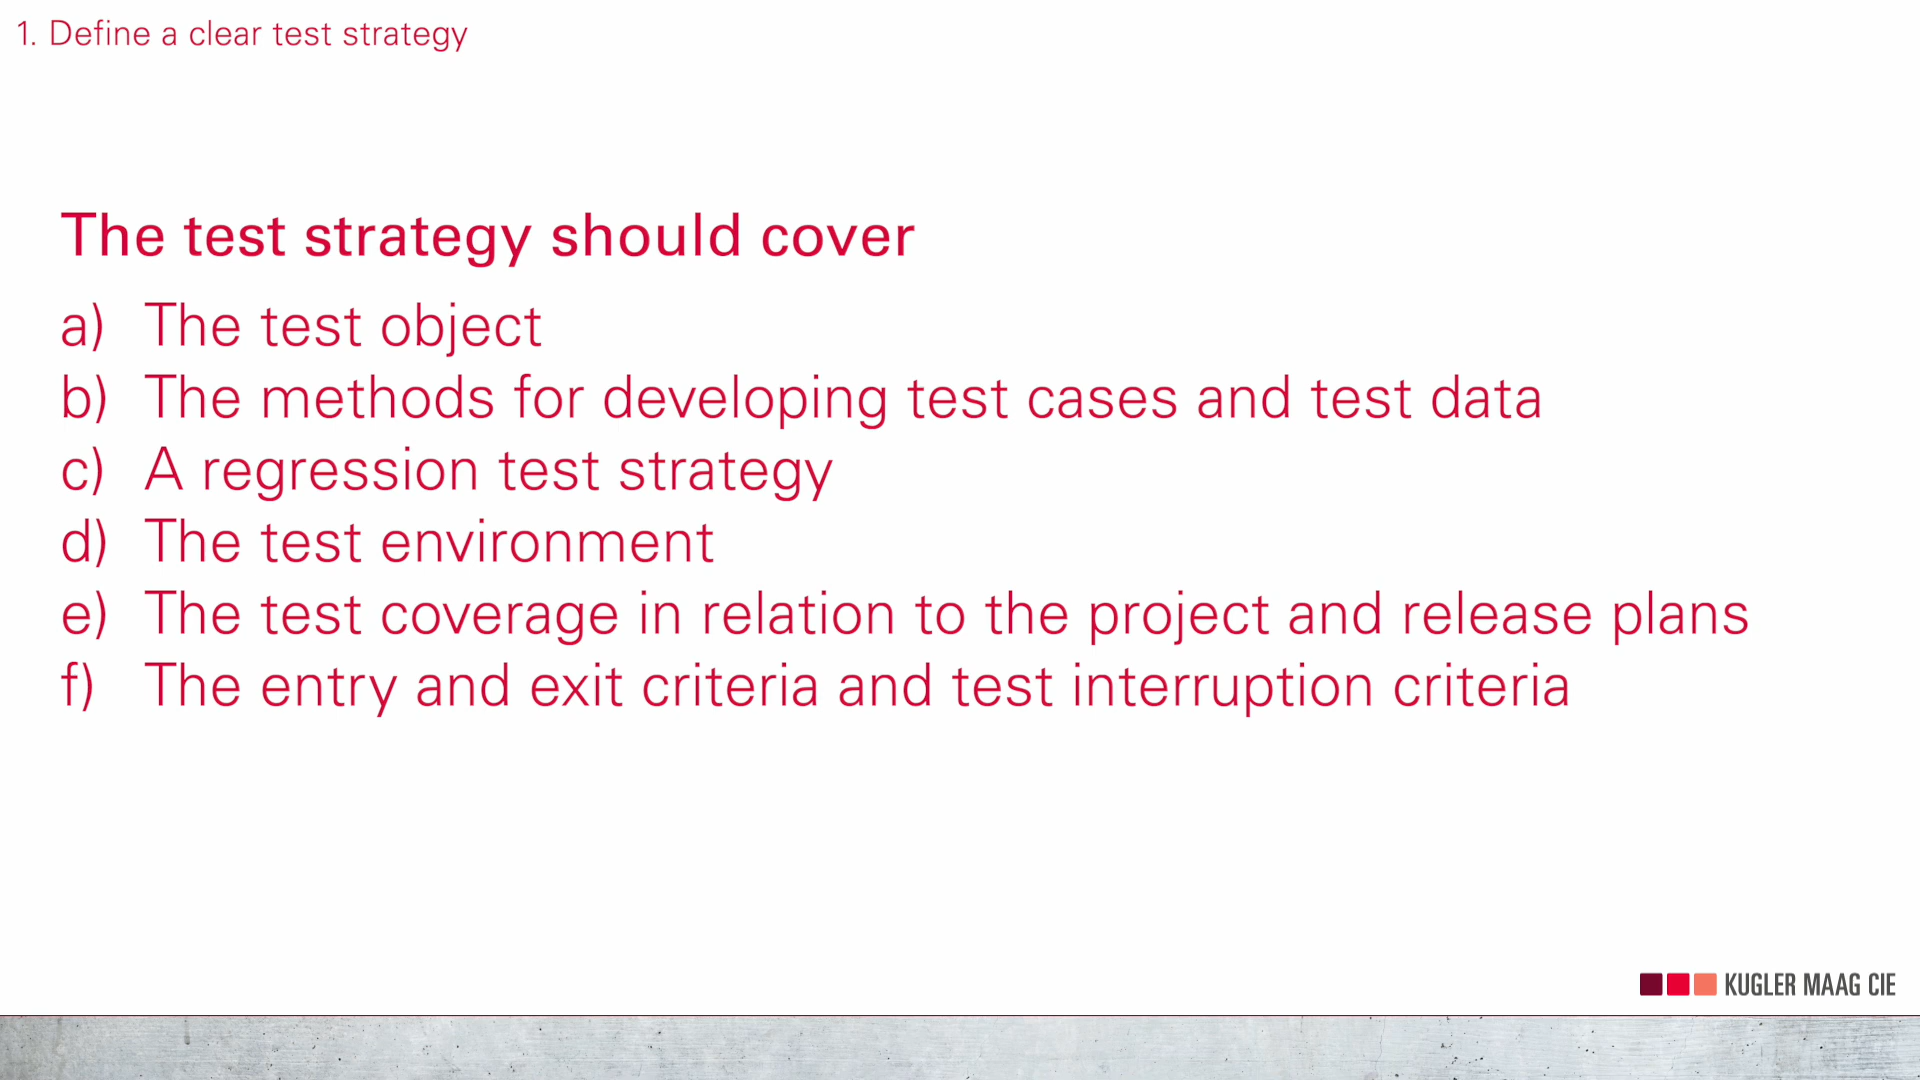 1. Define a clear test strategy
The test strategy should cover
a) The test object
b) The methods for developing test cases and test data
c) A regression test strategy
d) The test environment
e) The test coverage in relation to the project and release plans
f) The entry and exit criteria and test interruption criteria
KUGLER MAAG CIE